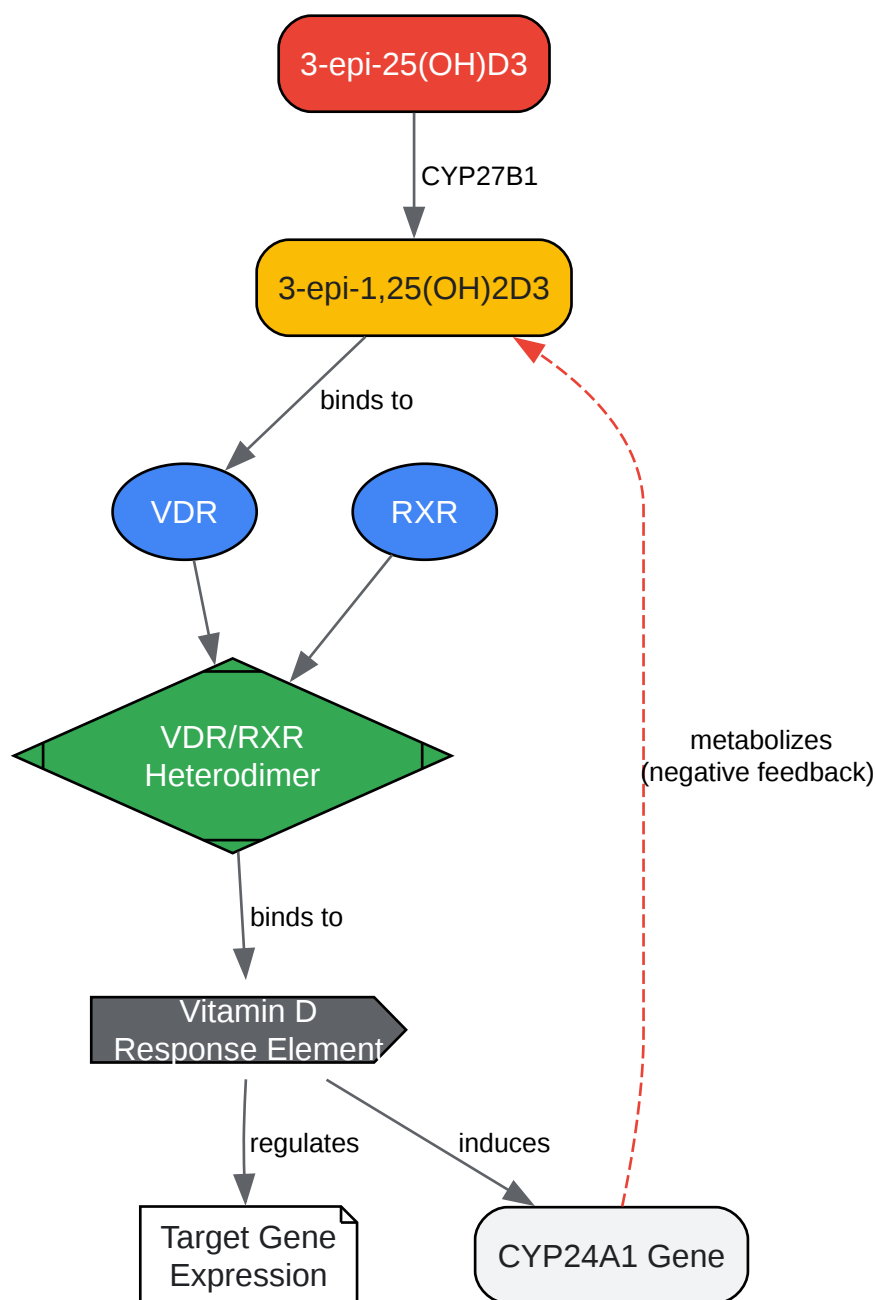 3-epi-25(OH)D3
CYP27B1
3-epi-1,25(OH)2D3
binds to
VDR
RXR
VDR/RXR
Heterodimer
metabolizes
(negative feedback)
binds to
Vitamin D
Response Element
regulates
induces
Target Gene
Expression
CYP24A1 Gene